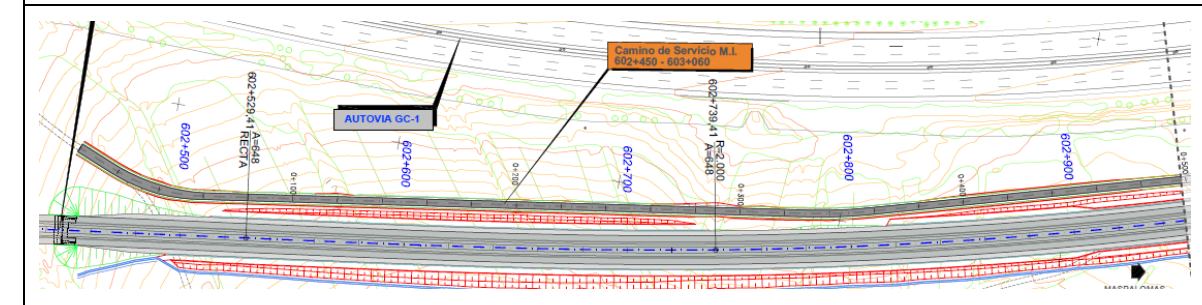 Camino de Servicio M.I.
602+450 - 603+060
AUTOVIA GC-1
602+529,41 A=648
RECTA
602+739,41 R=2.000
A=648
602+500
602+600
602+700
602+800
602+900
0+100
0+200
0+300
0+400
0+500
MASPALOMAS